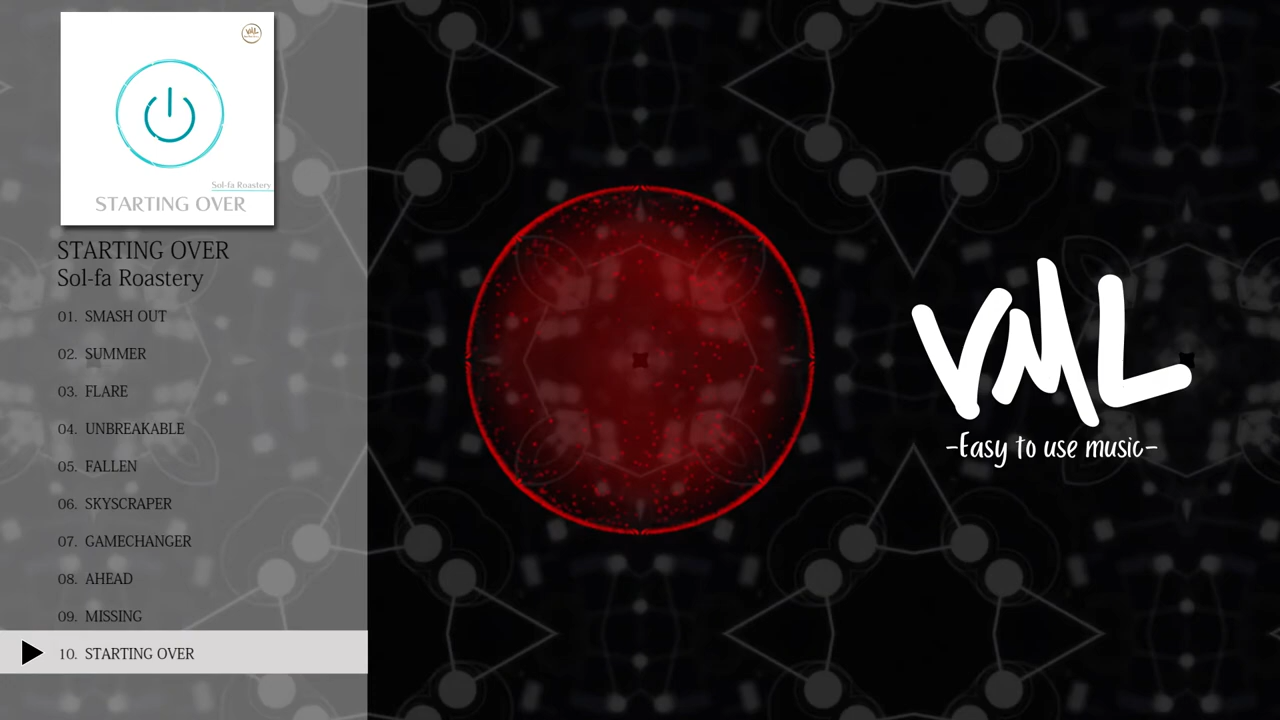 Sol-fa Roastery
STARTING OVER
STARTING OVER
Sol-fa Roastery
01. SMASH OUT
02. SUMMER
03. FLARE
04. UNBREAKABLE
05. FALLEN
06. SKYSCRAPER
07. GAMECHANGER
08. AHEAD
09. MISSING
10. STARTING OVER
VML
-Easy to use music-